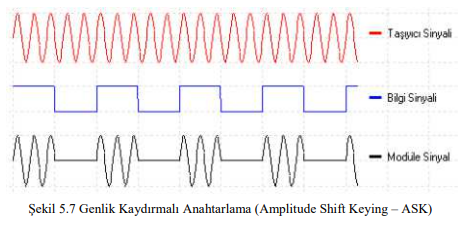 Taşıyıcı Sinyali
Bilgi Sinyali
Modüle Sinyal
Şekil 5.7 Genlik Kaydırmalı Anahtarlama (Amplitude Shift Keying – ASK)